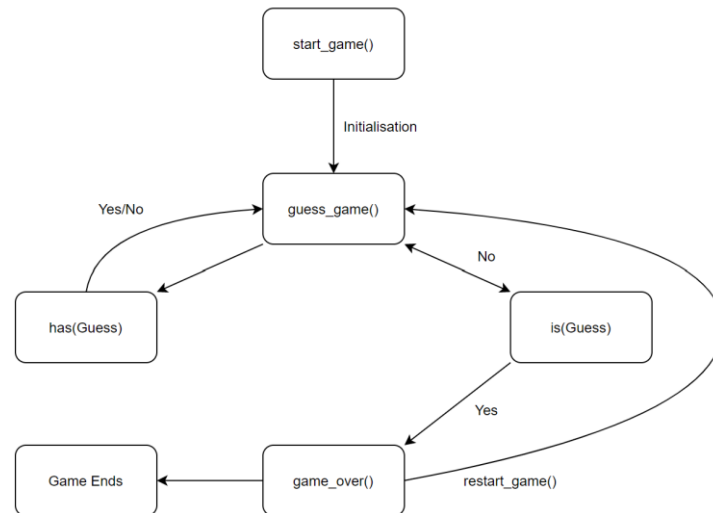 start_game()
Initialisation
Yes/No
guess_game()
No
has(Guess)
is(Guess)
Yes
Game Ends
game_over()
restart_game()